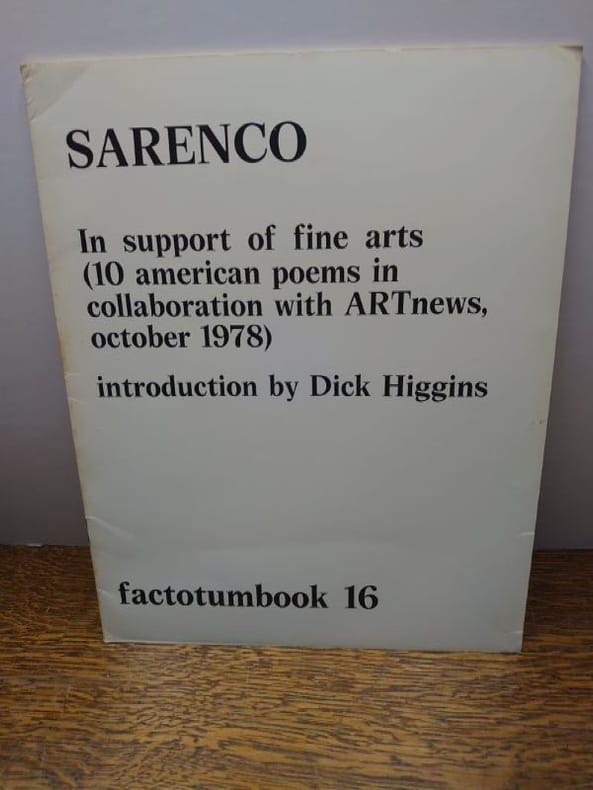 SARENCO
In support of fine arts
(10 american poems in
collaboration with ARTnews,
october 1978)
introduction by Dick Higgins
factotumbook 16